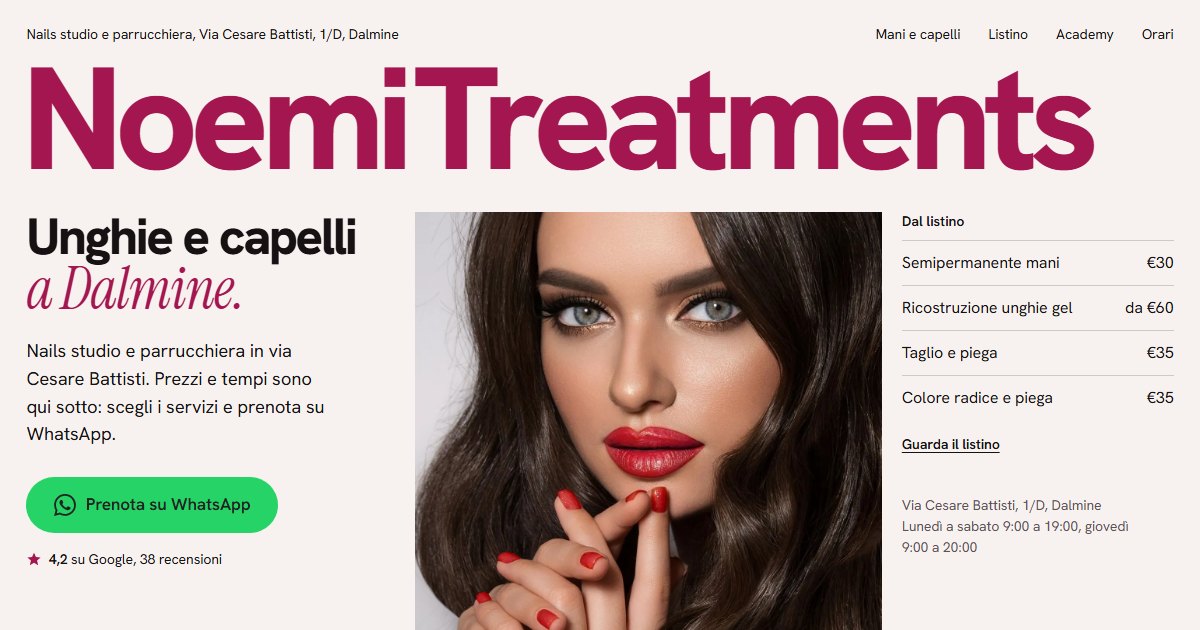 Nails studio e parrucchiera, Via Cesare Battisti, 1/D, Dalmine
Mani e capelli
Listino
Academy
Orari
Noemi Treatments
Unghie e capelli
a Dalmine.
Nails studio e parrucchiera in via
Cesare Battisti. Prezzi e tempi sono
qui sotto: scegli i servizi e prenota su
WhatsApp.
Prenota su WhatsApp
4,2 su Google, 38 recensioni
Dal listino
Semipermanente mani €30
Ricostruzione unghie gel da €60
Taglio e piega €35
Colore radice e piega €35
Guarda il listino
Via Cesare Battisti, 1/D, Dalmine
Lunedì a sabato 9:00 a 19:00, giovedì
9:00 a 20:00